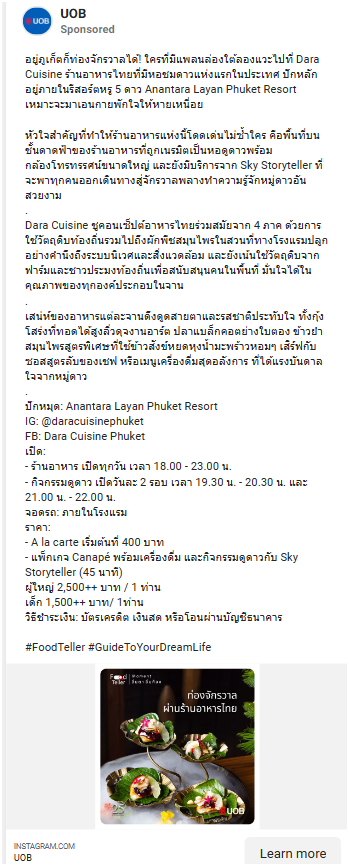 UOB
Sponsored
อยู่ภูเก็ตก็ท่องจักรวาลได้! ใครที่มีแพลนล่องใต้ลองแวะไปที่ Dara
Cuisine ร้านอาหารไทยที่มีหอชมดาวแห่งแรกในประเทศ ปักหลัก
อยู่ภายในรีสอร์ตหรู 5 ดาว Anantara Layan Phuket Resort
เหมาะจะมาเอนกายพักใจให้หายเหนื่อย
หัวใจสำคัญที่ทำให้ร้านอาหารแห่งนี้โดดเด่นไม่ซ้ำใคร คือพื้นที่บน
ชั้นดาดฟ้าของร้านอาหารที่ถูกเนรมิตเป็นหอดูดาวพร้อม
กล้องโทรทรรศน์ขนาดใหญ่ และยังมีบริการจาก Sky Storyteller ที่
จะพาทุกคนออกเดินทางสู่จักรวาลพลางทำความรู้จักหมู่ดาวอัน
สวยงาม
.
Dara Cuisine ชูคอนเซ็ปต์อาหารไทยร่วมสมัยจาก 4 ภาค ด้วยการ
ใช้วัตถุดิบท้องถิ่นรวมไปถึงผักพืชสมุนไพรในสวนที่ทางโรงแรมปลูก
อย่างคำนึงถึงระบบนิเวศและสิ่งแวดล้อม และยังเน้นใช้วัตถุดิบจาก
ฟาร์มและชาวประมงท้องถิ่นเพื่อสนับสนุนคนในพื้นที่ มั่นใจได้ใน
คุณภาพของทุกองค์ประกอบในจาน
.
เสน่ห์ของอาหารแต่ละจานดึงดูดสายตาและรสชาติประทับใจ ทั้งกุ้ง
โสร่งที่ทอดได้สูงลิ่วดุจงานอาร์ต ปลาแบล็คคอตย่างใบตอง ข้าวยำ
สมุนไพรสูตรพิเศษที่ใช้ข้าวสังข์หยดหุงน้ำมะพร้าวหอมๆ เสิร์ฟกับ
ซอสสูตรลับของเชฟ หรือเมนูเครื่องดื่มสุดอลังการ ที่ได้แรงบันดาล
ใจจากหมู่ดาว
.
ปักหมุด: Anantara Layan Phuket Resort
IG: @daracuisinephuket
FB: Dara Cuisine Phuket
เปิด:
- ร้านอาหาร เปิดทุกวัน เวลา 18.00 - 23.00 น.
- กิจกรรมดูดาว เปิดวันละ 2 รอบ เวลา 19.30 น. - 20.30 น. และ
21.00 น. - 22.00 น.
จอดรถ: ภายในโรงแรม
ราคา:
- A la carte เริ่มต้นที่ 400 บาท
- แพ็กเกจ Canapé พร้อมเครื่องดื่ม และกิจกรรมดูดาวกับ Sky
Storyteller (45 นาที)
ผู้ใหญ่ 2,500++ บาท / 1 ท่าน
เด็ก 1,500++ บาท/ 1ท่าน
วิธีชำระเงิน: บัตรเครดิต เงินสด หรือโอนผ่านบัญชีธนาคาร
#FoodTeller #GuideToYourDreamLife
Food Teller
Moment
ท่องจักรวาล
ผ่านร้านอาหารไทย
25
UOB
INSTAGRAM.COM
UOB
Learn more